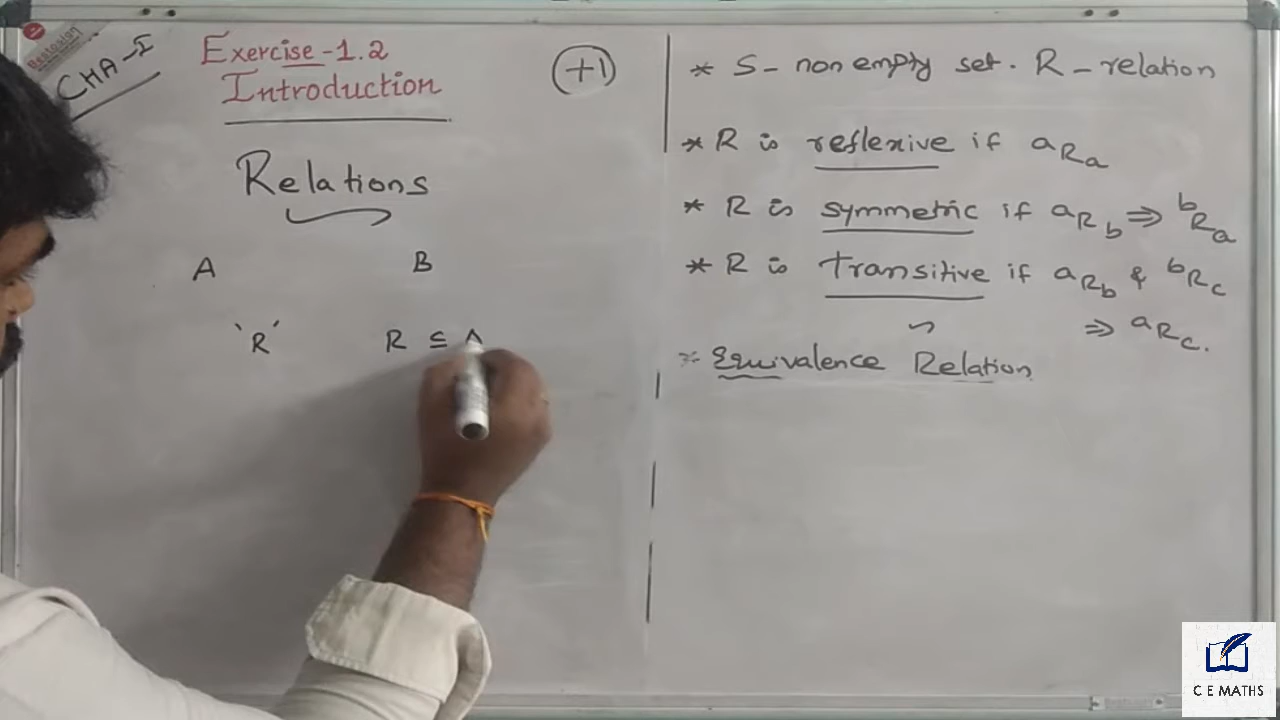 CHA-I
Exercise-1.2
Introduction
Relations
A B
'R' R ⊆ A
+1
* S - non empty set. R - relation
* R is reflexive if aRa
* R is symmetric if aRb ⇒ bRa
* R is transitive if aRb & bRc
⇒ aRc.
* Equivalence Relation
C E MATHS